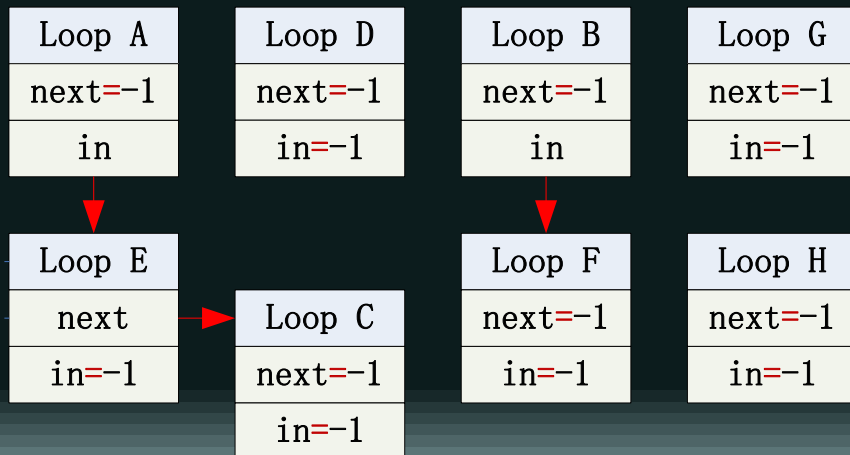 Loop A
next=-1
in
Loop D
next=-1
in=-1
Loop B
next=-1
in
Loop G
next=-1
in=-1
Loop E
next
in=-1
Loop C
next=-1
in=-1
Loop F
next=-1
in=-1
Loop H
next=-1
in=-1